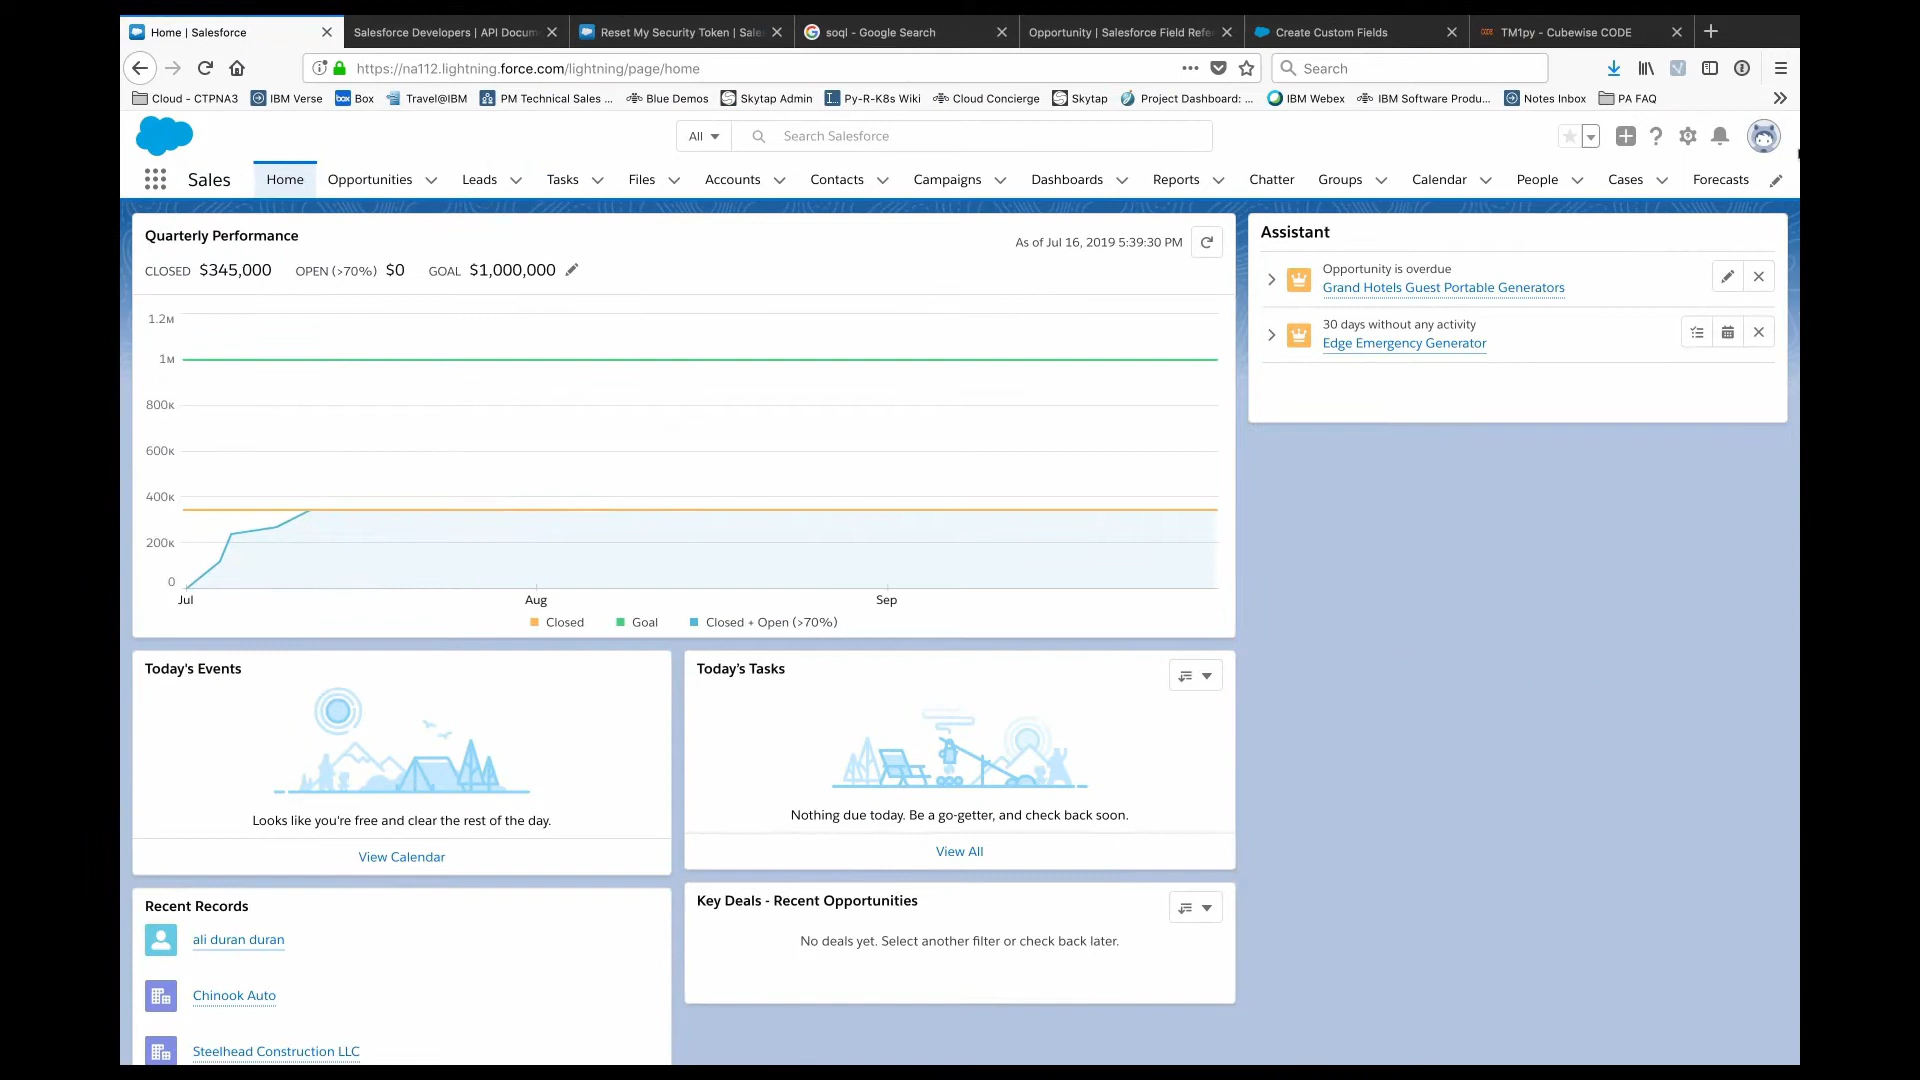 Home | Salesforce
Salesforce Developers | API Docum
Reset My Security Token | Sale
soql - Google Search
Opportunity | Salesforce Field Refe
Create Custom Fields
TM1py - Cubewise CODE
https://na112.lightning.force.com/lightning/page/home
Search
Cloud - CTPNA3
IBM Verse
Box
Travel@IBM
PM Technical Sales ...
Blue Demos
Skytap Admin
Py-R-K8s Wiki
Cloud Concierge
Skytap
Project Dashboard: ...
IBM Webex
IBM Software Produ...
Notes Inbox
PA FAQ
All
Search Salesforce
Sales
Home
Opportunities
Leads
Tasks
Files
Accounts
Contacts
Campaigns
Dashboards
Reports
Chatter
Groups
Calendar
People
Cases
Forecasts
Quarterly Performance
As of Jul 16, 2019 5:39:30 PM
CLOSED $345,000 OPEN (>70%) $0 GOAL $1,000,000
1.2M
1M
800K
600K
400K
200K
0
Jul
Aug
Sep
Closed
Goal
Closed + Open (>70%)
Assistant
Opportunity is overdue
Grand Hotels Guest Portable Generators
30 days without any activity
Edge Emergency Generator
Today's Events
Looks like you're free and clear the rest of the day.
View Calendar
Today's Tasks
Nothing due today. Be a go-getter, and check back soon.
View All
Recent Records
ali duran duran
Chinook Auto
Steelhead Construction LLC
Key Deals - Recent Opportunities
No deals yet. Select another filter or check back later.